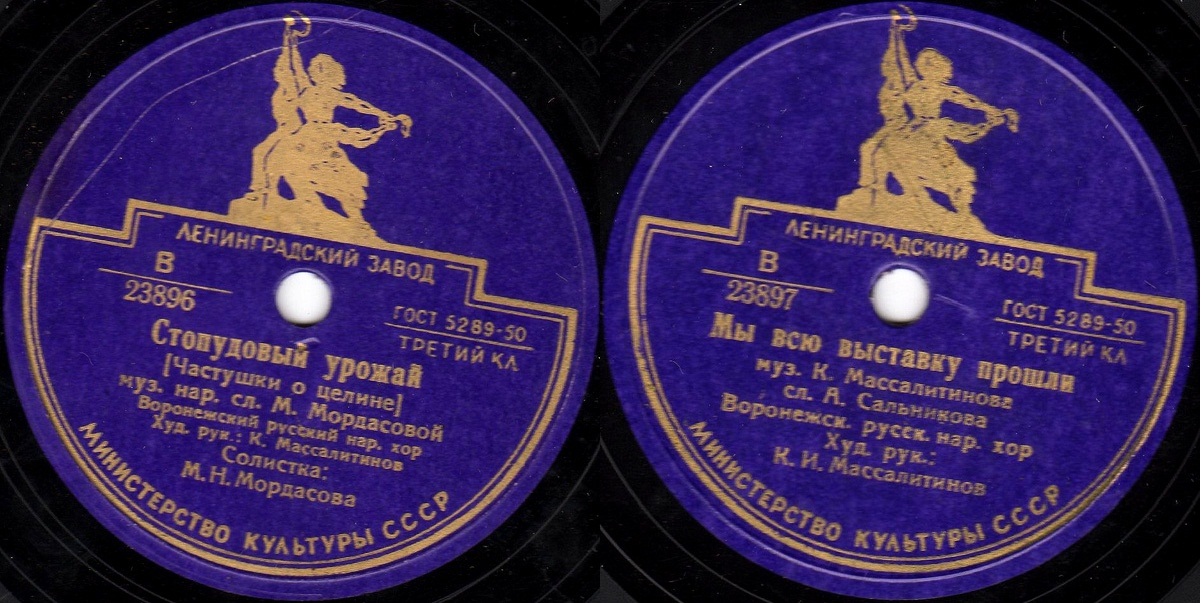 ЛЕНИНГРАДСКИЙ ЗАВОД
В
23896
ГОСТ 5289-50
ТРЕТИЙ КЛ
Стопудовый урожай
[Частушки о целине]
муз. нар. сл. М. Мордасовой
Воронежский русский нар. хор
Худ. рук.: К. Массалитинов
Солистка:
М.Н. Мордасова
МИНИСТЕРСТВО КУЛЬТУРЫ СССР
ЛЕНИНГРАДСКИЙ ЗАВОД
В
23897
ГОСТ 5289-50
ТРЕТИЙ КЛ
Мы всю выставку прошли
муз. К. Массалитинова
сл. А. Сальникова
Воронежск. русск. нар. хор
Худ. рук.:
К. И. Массалитинов
МИНИСТЕРСТВО КУЛЬТУРЫ СССР